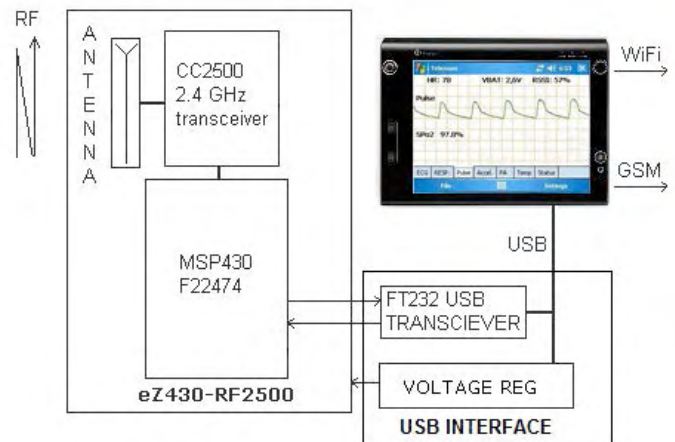 RF
ANTENNA
CC2500
2.4 GHz
transceiver
MSP430
F22474
eZ430-RF2500
HR: 78 VBAT: 2,6V RSSI: 57%
Pulse
SPo2 97.0%
ECG RESP. Pulse Accel. PA Temp Status
File Settings
WiFi
GSM
USB
FT232 USB
TRANSCIEVER
VOLTAGE REG
USB INTERFACE